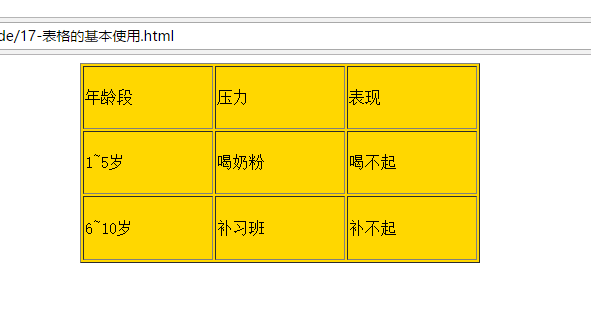 de/17-表格的基本使用.html
年龄段 压力 表现
1~5岁 喝奶粉 喝不起
6~10岁 补习班 补不起